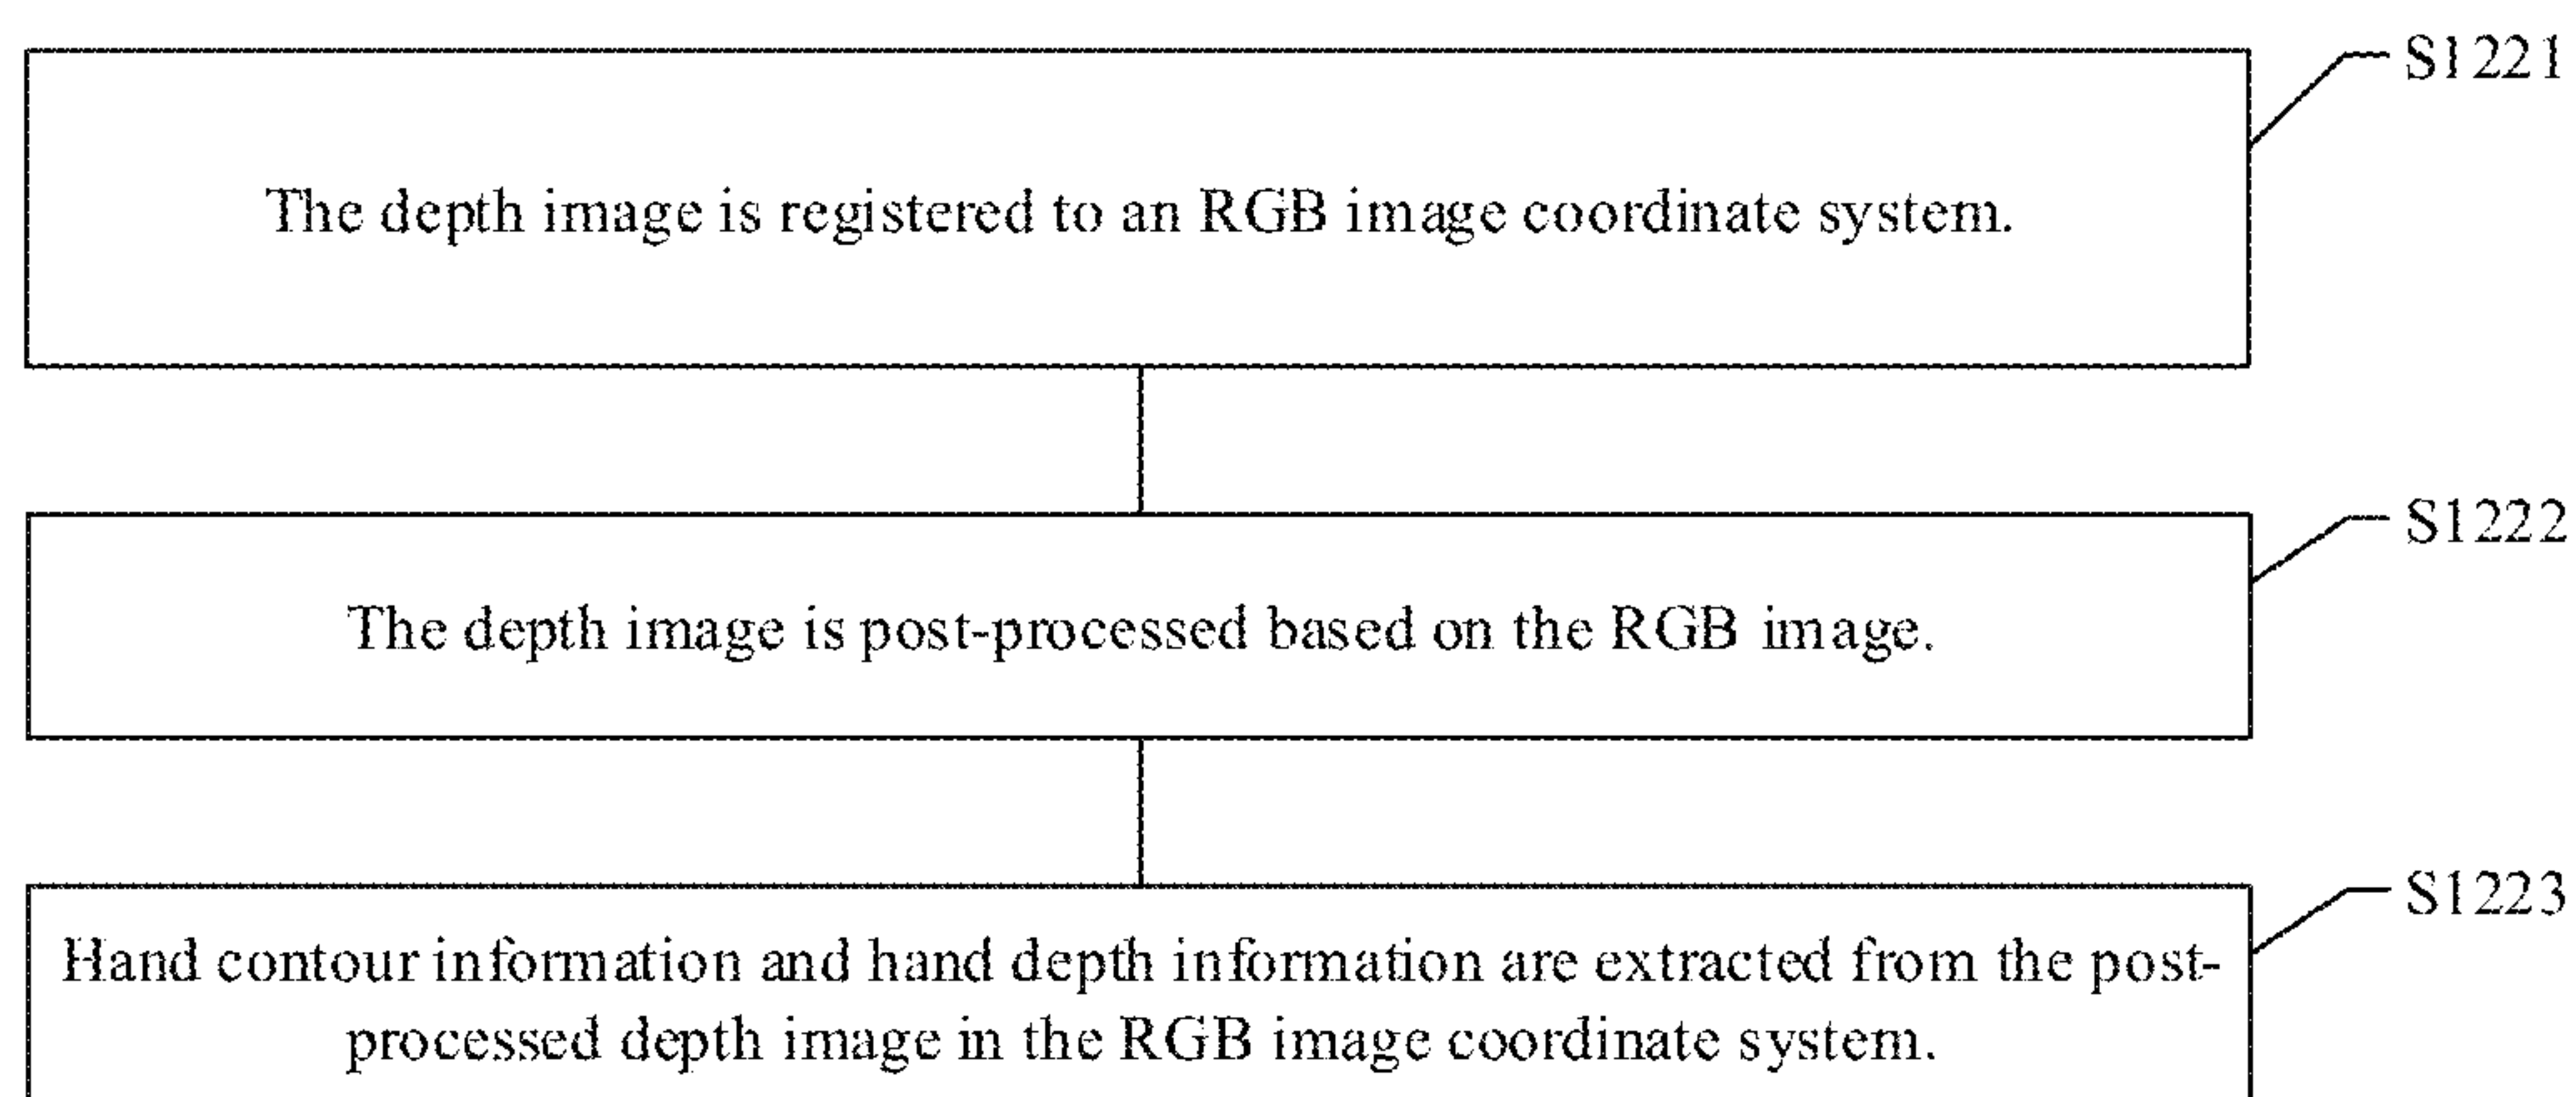 S1221
The depth image is registered to an RGB image coordinate system.
S1222
The depth image is post-processed based on the RGB image.
S1223
Hand contour information and hand depth information are extracted from the post-
processed depth image in the RGB image coordinate system.